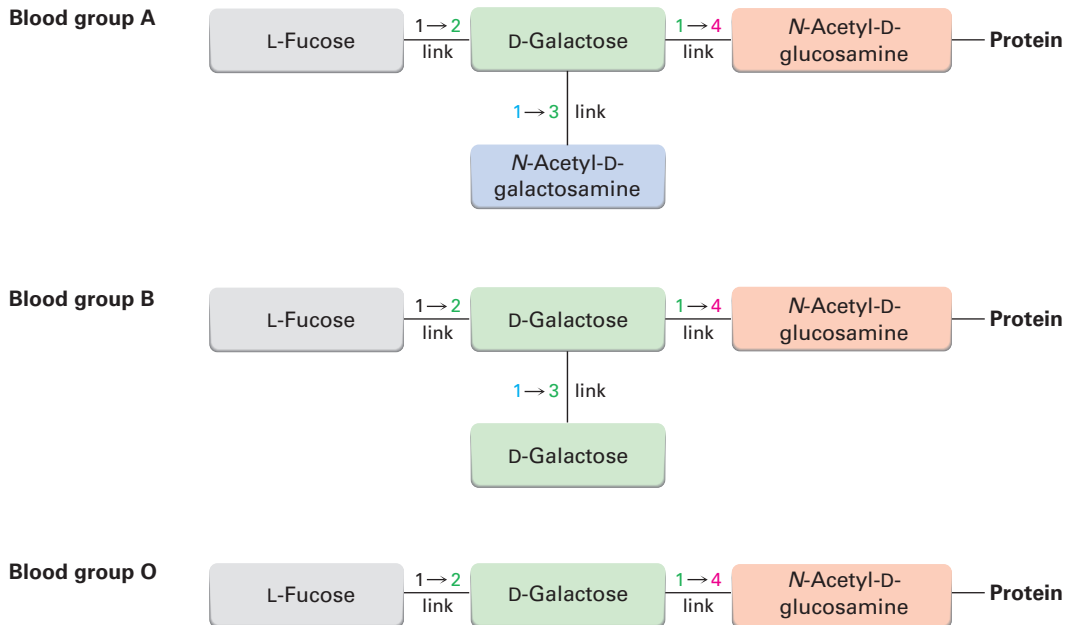 Blood group A
L-Fucose
1→2
link
D-Galactose
1→4
link
N-Acetyl-D-
glucosamine
Protein
1→3 link
N-Acetyl-D-
galactosamine
Blood group B
L-Fucose
1→2
link
D-Galactose
1→4
link
N-Acetyl-D-
glucosamine
Protein
1→3 link
D-Galactose
Blood group O
L-Fucose
1→2
link
D-Galactose
1→4
link
N-Acetyl-D-
glucosamine
Protein